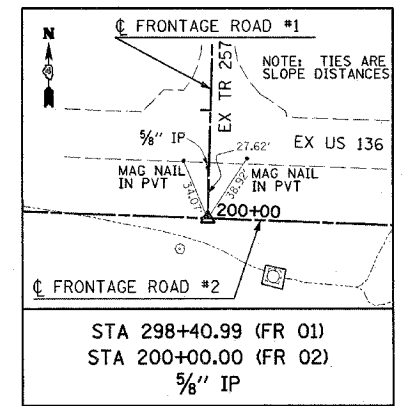 ℄ FRONTAGE ROAD #1
N
NOTE: TIES ARE
SLOPE DISTANCES
EX TR 257
⅝" IP
27.62'
EX US 136
MAG NAIL
IN PVT
MAG NAIL
IN PVT
34.07'
38.92'
200+00
℄ FRONTAGE ROAD #2
STA 298+40.99 (FR 01)
STA 200+00.00 (FR 02)
⅝" IP